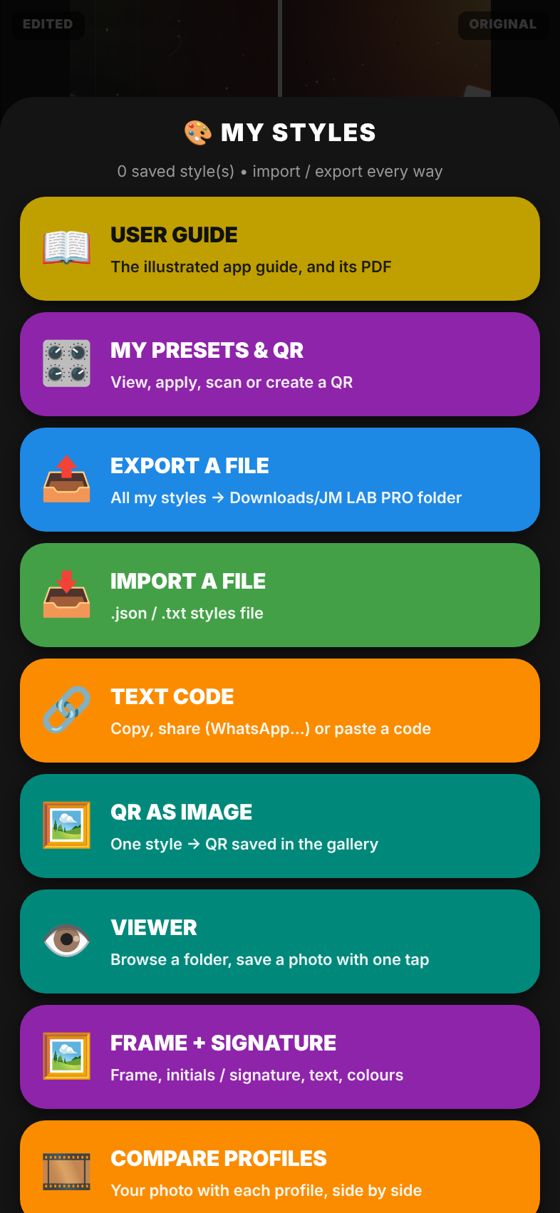 EDITED
ORIGINAL
🎨 MY STYLES
0 saved style(s) • import / export every way
USER GUIDE
The illustrated app guide, and its PDF
MY PRESETS & QR
View, apply, scan or create a QR
EXPORT A FILE
All my styles → Downloads/JM LAB PRO folder
IMPORT A FILE
.json / .txt styles file
TEXT CODE
Copy, share (WhatsApp...) or paste a code
QR AS IMAGE
One style → QR saved in the gallery
VIEWER
Browse a folder, save a photo with one tap
FRAME + SIGNATURE
Frame, initials / signature, text, colours
COMPARE PROFILES
Your photo with each profile, side by side